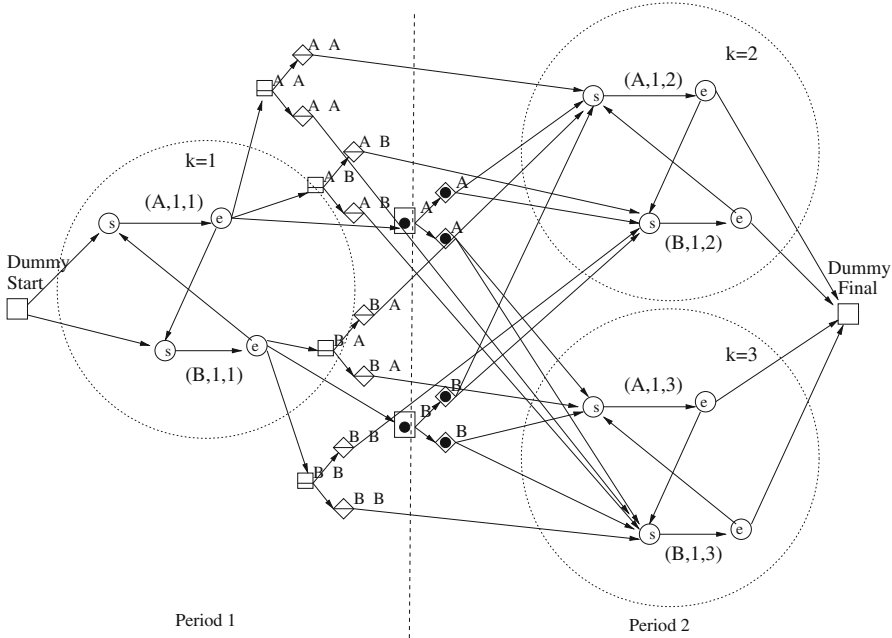 A A
k=2
A A
(A,1,2)
s
e
A A
A B
k=1
A B
A
(A,1,1)
A B
A
s
e
A
s
e
(B,1,2)
Dummy
Start
Dummy
Final
B A
B A
s
e
k=3
(B,1,1)
B A
(A,1,3)
B
s
e
B
B B
B
B B
B B
s
e
(B,1,3)
Period 1
Period 2